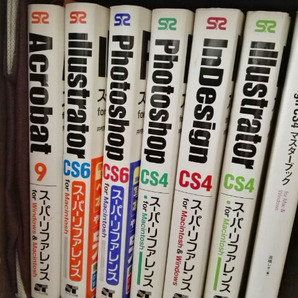 SR
Acrobat 9
スーパーリファレンス
for Windows & Macintosh
SR
Illustrator CS6
スーパーリファレンス
for Macintosh
SR
Photoshop CS6
スーパーリファレンス
for Macintosh
SR
Photoshop CS4
スーパーリファレンス
for Macintosh
SR
InDesign CS4
スーパーリファレンス
for Macintosh & Windows
SR
Illustrator CS4
スーパーリファレンス
for Macintosh
CS4 マスターブック
for Mac & Windows